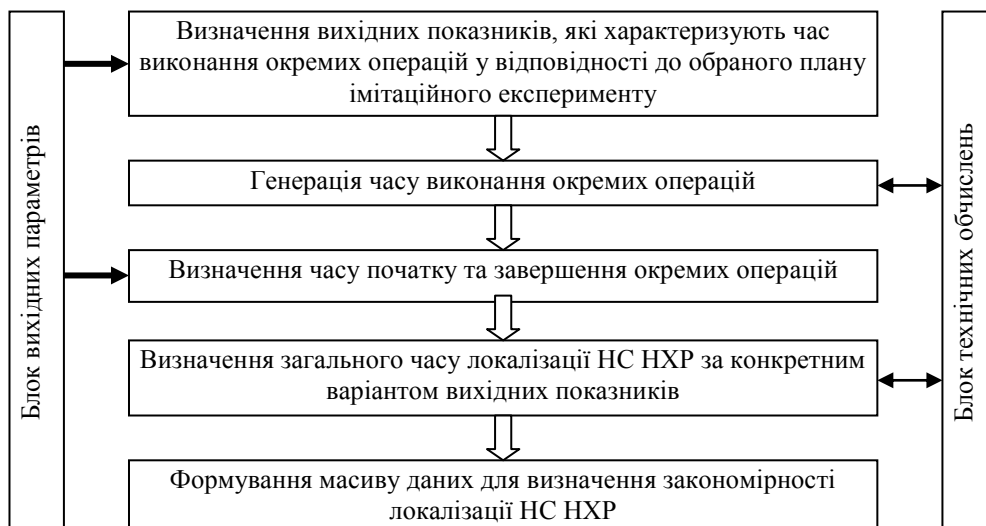 Блок вихідних параметрів
Визначення вихідних показників, які характеризують час
виконання окремих операцій у відповідності до обраного плану
імітаційного експерименту
Генерація часу виконання окремих операцій
Визначення часу початку та завершення окремих операцій
Визначення загального часу локалізації НС НХР за конкретним
варіантом вихідних показників
Формування масиву даних для визначення закономірності
локалізації НС НХР
Блок технічних обчислень